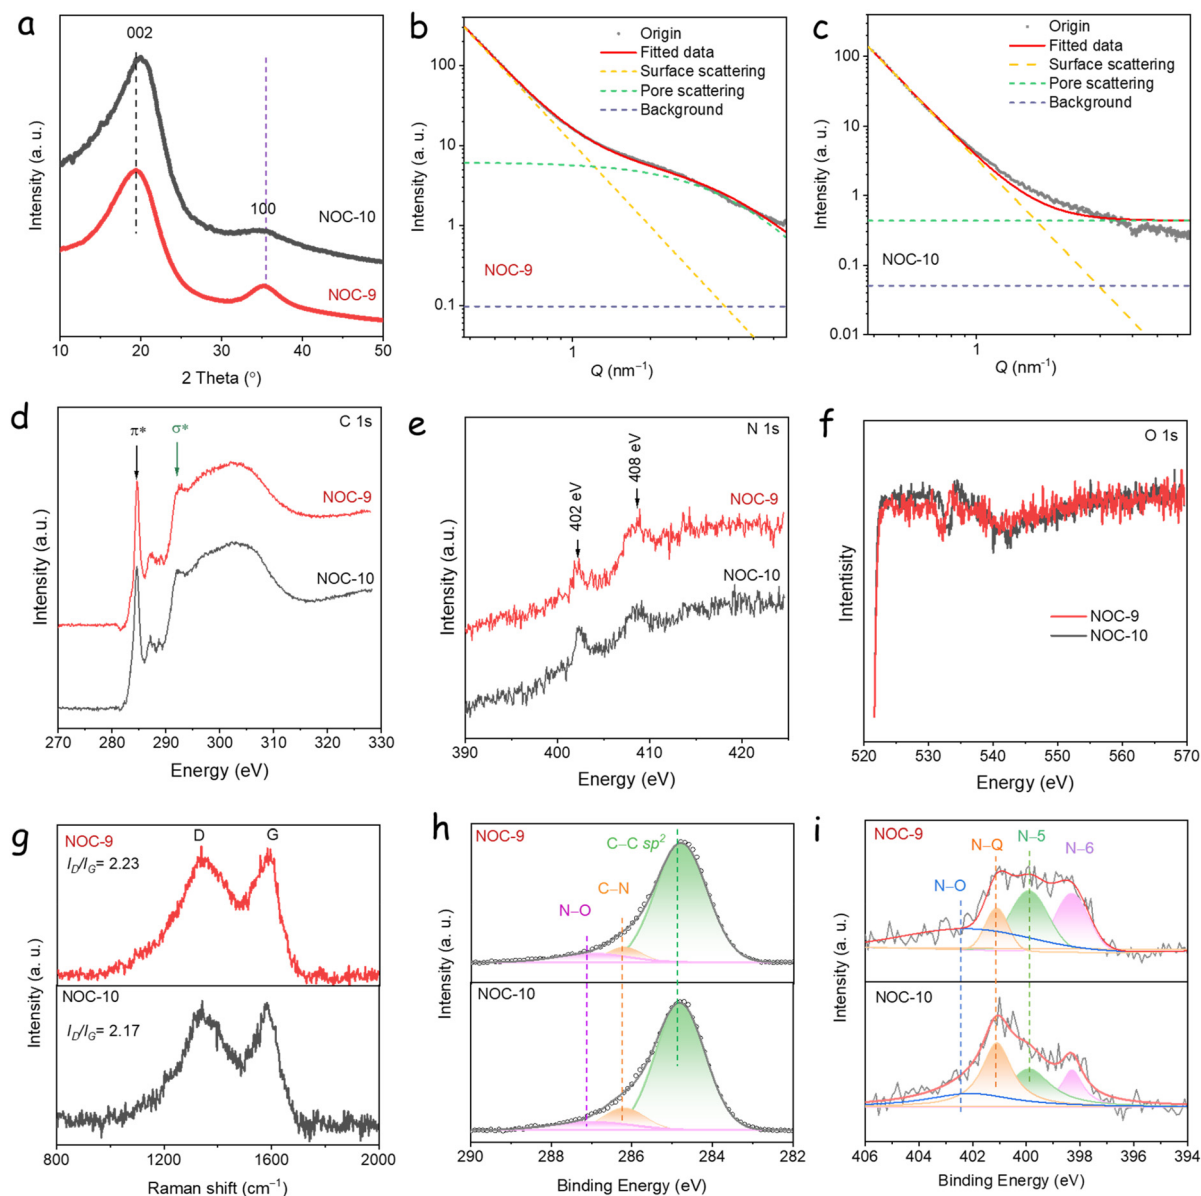 a
002
100
NOC-10
NOC-9
Intensity (a. u.)
10 20 30 40 50
2 Theta (°)
b
Origin
Fitted data
Surface scattering
Pore scattering
Background
NOC-9
Intensity (a. u.)
100
10
1
0.1
1
Q (nm⁻¹)
c
Origin
Fitted data
Surface scattering
Pore scattering
Background
NOC-10
Intensity (a. u.)
100
10
1
0.1
0.01
1
Q (nm⁻¹)
d
C 1s
π*
σ*
NOC-9
NOC-10
Intensity (a.u.)
270 280 290 300 310 320 330
Energy (eV)
e
N 1s
402 eV
408 eV
NOC-9
NOC-10
Intensity (a.u.)
390 400 410 420
Energy (eV)
f
O 1s
NOC-9
NOC-10
Intentisity
520 530 540 550 560 570
Energy (eV)
g
NOC-9
I_D/I_G= 2.23
D
G
NOC-10
I_D/I_G= 2.17
Intensity (a. u.)
800 1200 1600 2000
Raman shift (cm⁻¹)
h
NOC-9
C–C sp²
C–N
N–O
NOC-10
Intensity (a. u.)
290 288 286 284 282
Binding Energy (eV)
i
NOC-9
N–O
N–Q
N–5
N–6
NOC-10
Intensity (a. u.)
406 404 402 400 398 396 394
Binding Energy (eV)